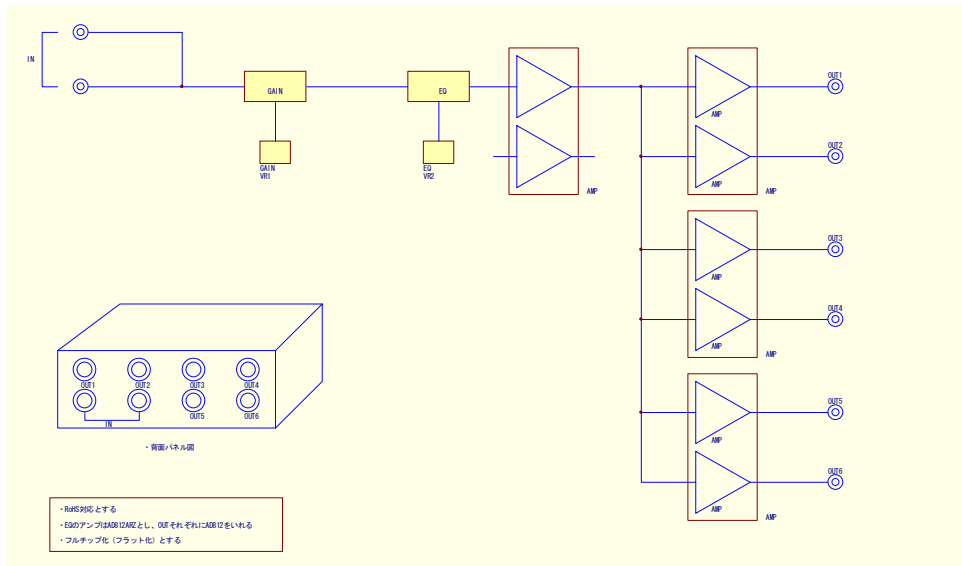 IN
GAIN
EQ
GAIN
VR1
EQ
VR2
AMP
AMP
AMP
AMP
OUT1
OUT2
AMP
AMP
AMP
OUT3
OUT4
AMP
AMP
AMP
OUT5
OUT6
OUT1 OUT2 OUT3 OUT4
IN OUT5 OUT6
・背面パネル図
・RoHS対応とする
・EQのアンプはAD812ARZとし、OUTそれぞれにAD812をいれる
・フルチップ化（フラット化）とする